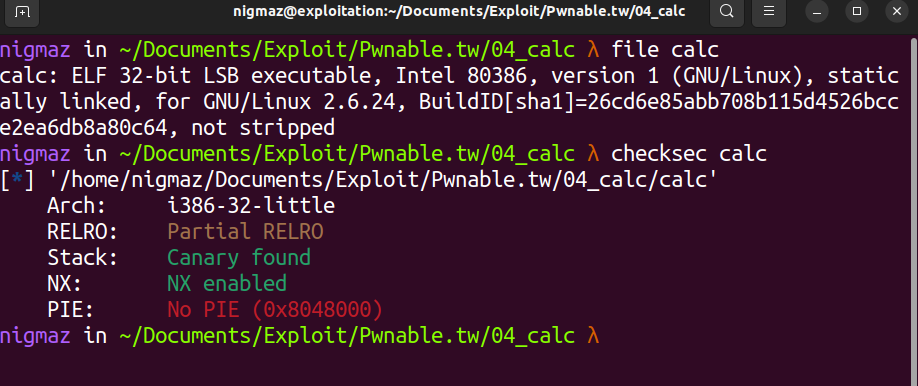 nigmaz@exploitation:~/Documents/Exploit/Pwnable.tw/04_calc
nigmaz in ~/Documents/Exploit/Pwnable.tw/04_calc λ file calc
calc: ELF 32-bit LSB executable, Intel 80386, version 1 (GNU/Linux), static
ally linked, for GNU/Linux 2.6.24, BuildID[sha1]=26cd6e85abb708b115d4526bcc
e2ea6db8a80c64, not stripped
nigmaz in ~/Documents/Exploit/Pwnable.tw/04_calc λ checksec calc
[*] '/home/nigmaz/Documents/Exploit/Pwnable.tw/04_calc/calc'
    Arch:     i386-32-little
    RELRO:    Partial RELRO
    Stack:    Canary found
    NX:       NX enabled
    PIE:      No PIE (0x8048000)
nigmaz in ~/Documents/Exploit/Pwnable.tw/04_calc λ